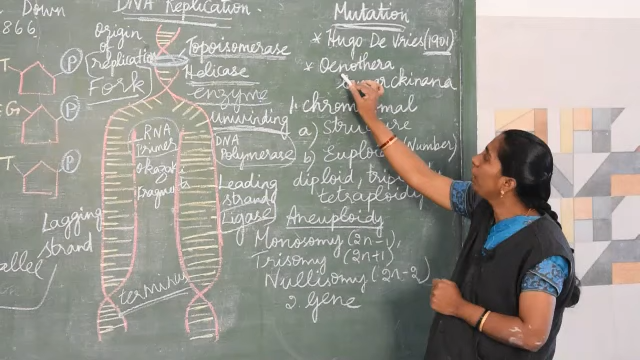 Down
1866
DNA Replication
T
P
G
P
T
P
Origin
of
replication
Fork
Topoisomerase
Helicase
enzyme
unwinding
DNA
Polymerase
RNA
Primer
Okazaki
fragments
Leading
strand
Ligase
Lagging
strand
terminus
Mutation
* Hugo De Vries (1901)
* Oenothera
1. chromosomal
a) Structure
b) Euploidy (Number)
diploid, triploid,
tetraploidy
Aneuploidy
Monosomy (2n-1),
Trisomy (2n+1)
Nullisomy (2n-2)
2. Gene